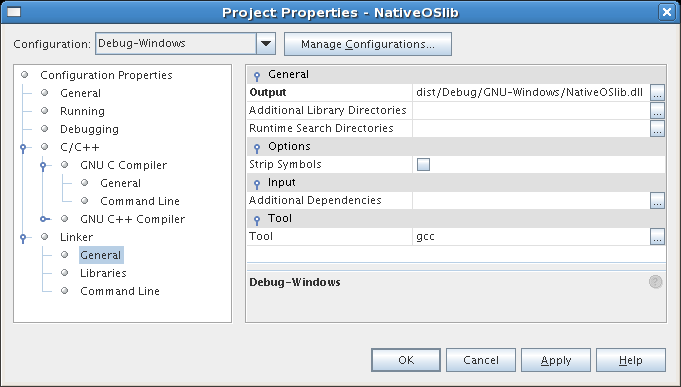 Project Properties - NativeOSlib
Configuration: Debug-Windows Manage Configurations...
Configuration Properties
General
Running
Debugging
C/C++
GNU C Compiler
General
Command Line
GNU C++ Compiler
Linker
General
Libraries
Command Line
General
Output dist/Debug/GNU-Windows/NativeOSlib.dll ...
Additional Library Directories ...
Runtime Search Directories ...
Options
Strip Symbols
Input
Additional Dependencies ...
Tool
Tool gcc ...
Debug-Windows ?
OK Cancel Apply Help